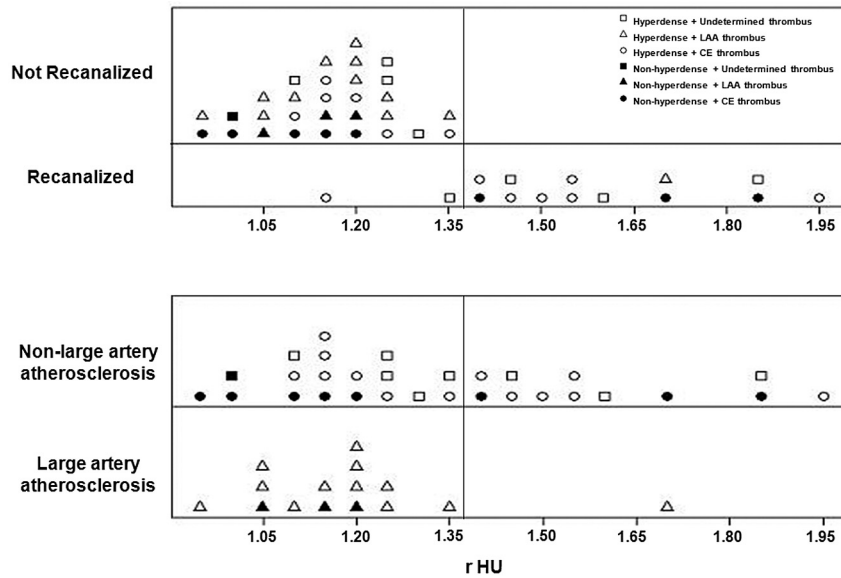 Not Recanalized
Hyperdense + Undetermined thrombus
Hyperdense + LAA thrombus
Hyperdense + CE thrombus
Non-hyperdense + Undetermined thrombus
Non-hyperdense + LAA thrombus
Non-hyperdense + CE thrombus
Recanalized
1.05 1.20 1.35 1.50 1.65 1.80 1.95
Non-large artery
atherosclerosis
Large artery
atherosclerosis
1.05 1.20 1.35 1.50 1.65 1.80 1.95
r HU